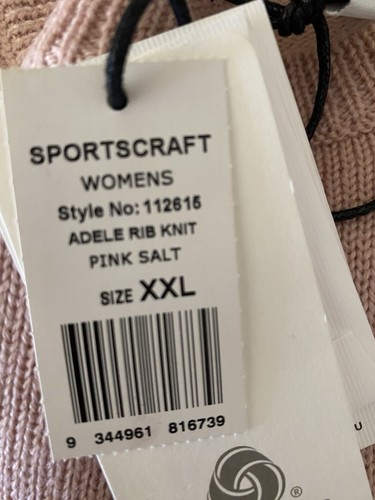 SPORTSCRAFT
WOMENS
Style No: 112615
ADELE RIB KNIT
PINK SALT
SIZE XXL
9 344961 816739
U
®